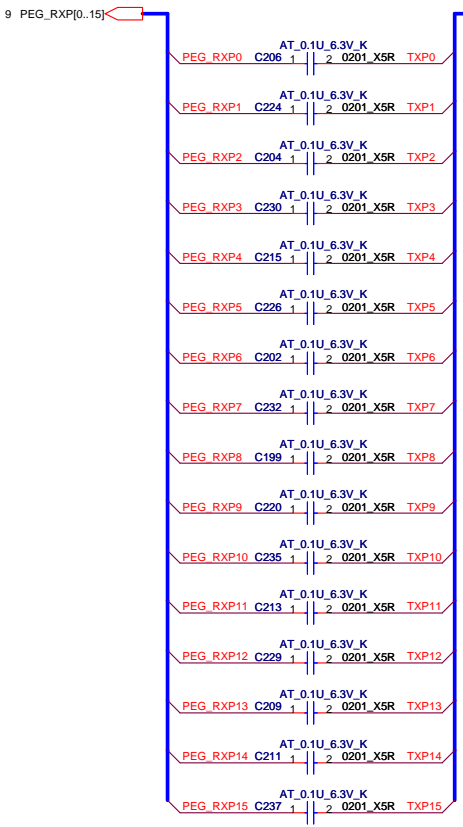 9 PEG_RXP[0..15]
AT_0.1U_6.3V_K
PEG_RXP0 C206 1 2 0201_X5R TXP0
AT_0.1U_6.3V_K
PEG_RXP1 C224 1 2 0201_X5R TXP1
AT_0.1U_6.3V_K
PEG_RXP2 C204 1 2 0201_X5R TXP2
AT_0.1U_6.3V_K
PEG_RXP3 C230 1 2 0201_X5R TXP3
AT_0.1U_6.3V_K
PEG_RXP4 C215 1 2 0201_X5R TXP4
AT_0.1U_6.3V_K
PEG_RXP5 C226 1 2 0201_X5R TXP5
AT_0.1U_6.3V_K
PEG_RXP6 C202 1 2 0201_X5R TXP6
AT_0.1U_6.3V_K
PEG_RXP7 C232 1 2 0201_X5R TXP7
AT_0.1U_6.3V_K
PEG_RXP8 C199 1 2 0201_X5R TXP8
AT_0.1U_6.3V_K
PEG_RXP9 C220 1 2 0201_X5R TXP9
AT_0.1U_6.3V_K
PEG_RXP10 C235 1 2 0201_X5R TXP10
AT_0.1U_6.3V_K
PEG_RXP11 C213 1 2 0201_X5R TXP11
AT_0.1U_6.3V_K
PEG_RXP12 C229 1 2 0201_X5R TXP12
AT_0.1U_6.3V_K
PEG_RXP13 C209 1 2 0201_X5R TXP13
AT_0.1U_6.3V_K
PEG_RXP14 C211 1 2 0201_X5R TXP14
AT_0.1U_6.3V_K
PEG_RXP15 C237 1 2 0201_X5R TXP15